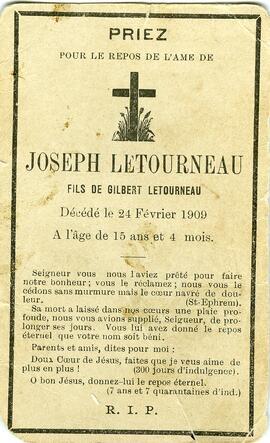 PRIEZ
POUR LE REPOS DE L'AME DE
JOSEPH LETOURNEAU
FILS DE GILBERT LETOURNEAU
Décédé le 24 Février 1909
A l'âge de 15 ans et 4 mois.
Seigneur vous nous l'aviez prêté pour faire
notre bonheur; vous le réclamez; nous vous le
cédons sans murmure mais le cœur navré de dou-
leur. (St-Ephrem).
Sa mort a laissé dans nos cœurs une plaie pro-
fonde, nous vous avions supplié, Seigneur, de pro-
longer ses jours. Vous lui avez donné le repos
éternel que votre nom soit béni.
Parents et amis, dites pour moi:
Doux Cœur de Jésus, faites que je vous aime de
plus en plus! (300 jours d'indulgence).
O bon Jésus, donnez-lui le repos éternel.
(7 ans et 7 quarantaines d'ind.)
R. I. P.